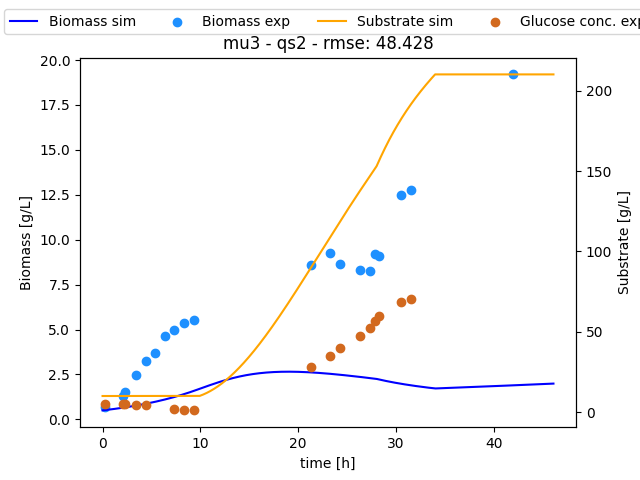 Biomass sim Biomass exp Substrate sim Glucose conc. exp
mu3 - qs2 - rmse: 48.428
20.0
17.5
15.0
12.5
10.0
7.5
5.0
2.5
0.0
Biomass [g/L]
200
150
100
50
0
Substrate [g/L]
0 10 20 30 40
time [h]